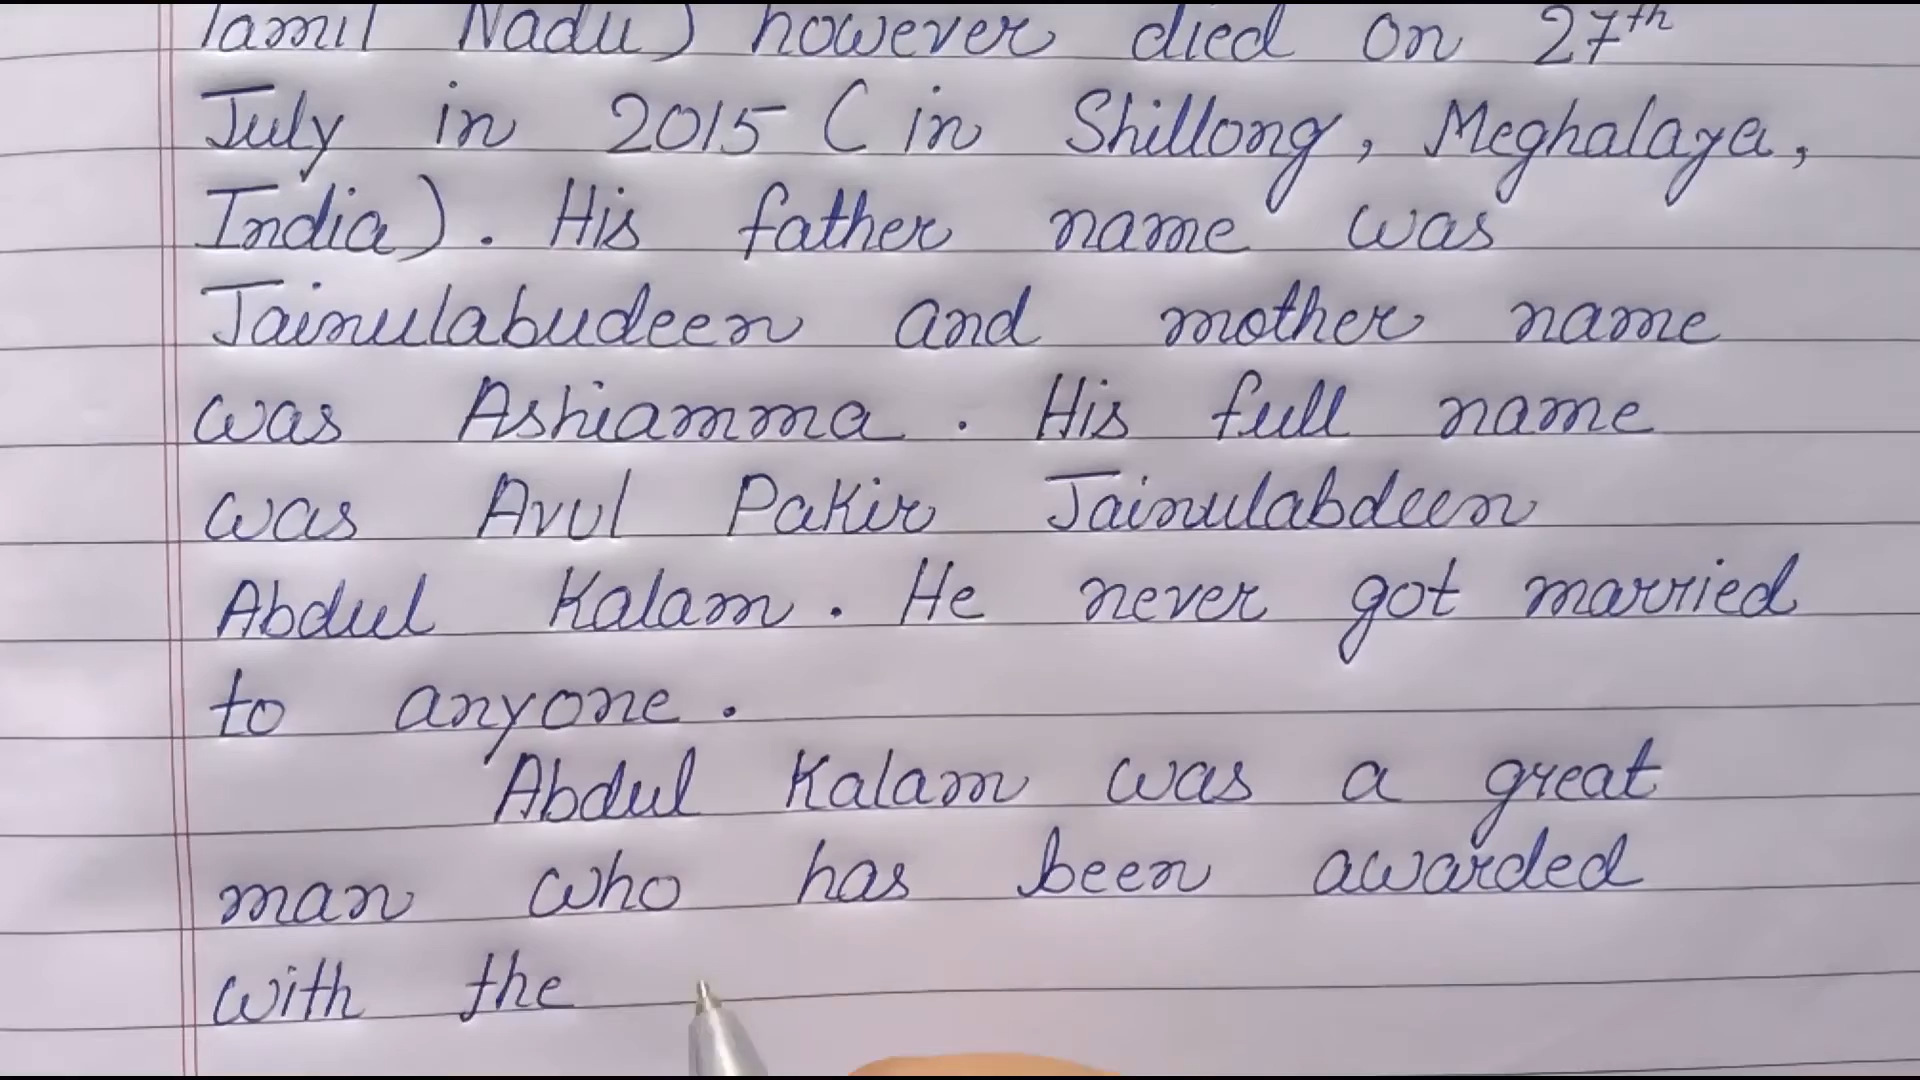 Tamil Nadu) however died on 27th
July in 2015 (in Shillong, Meghalaya,
India). His father name was
Jainulabudeen and mother name
was Ashiamma. His full name
was Avul Pakir Jainulabdeen
Abdul Kalam. He never got married
to anyone.
Abdul Kalam was a great
man who has been awarded
with the